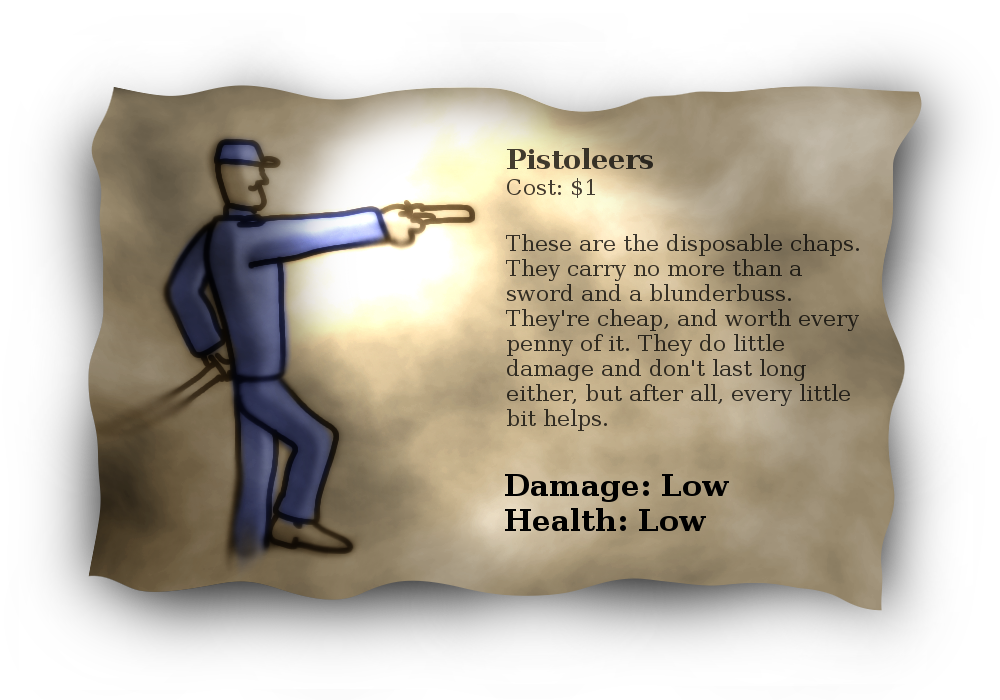 Pistoleers
Cost: $1
These are the disposable chaps.
They carry no more than a
sword and a blunderbuss.
They're cheap, and worth every
penny of it. They do little
damage and don't last long
either, but after all, every little
bit helps.
Damage: Low
Health: Low